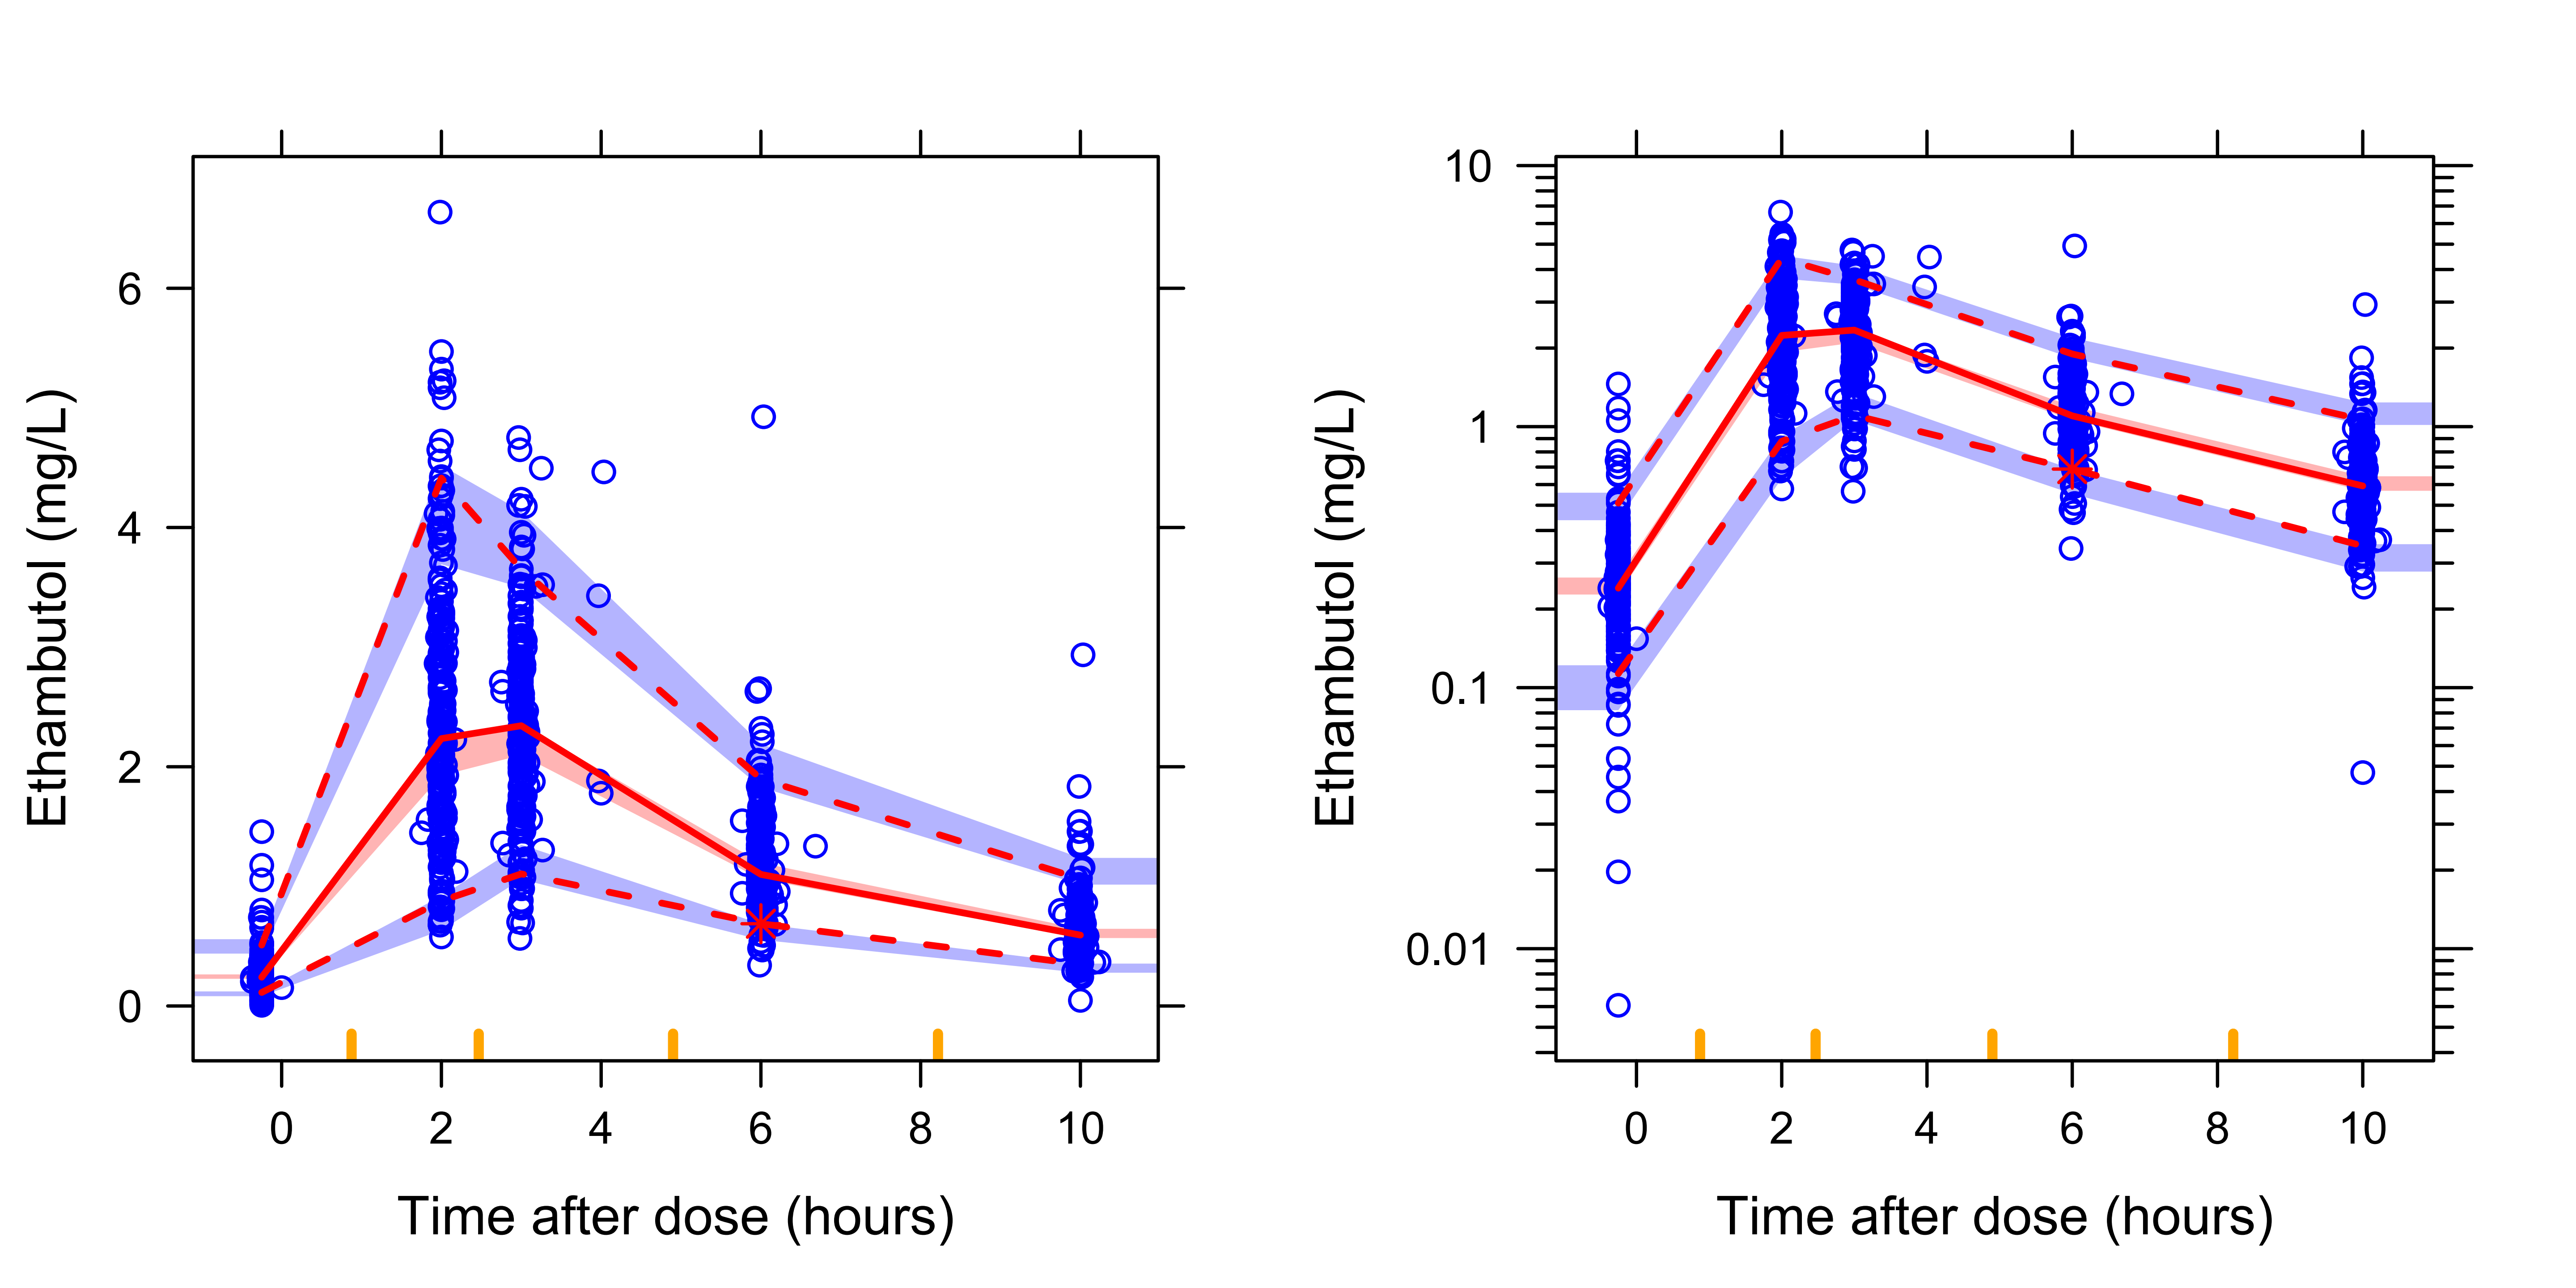 Ethambutol (mg/L)
6
4
2
0
0 2 4 6 8 10
Time after dose (hours)
Ethambutol (mg/L)
10
1
0.1
0.01
0 2 4 6 8 10
Time after dose (hours)